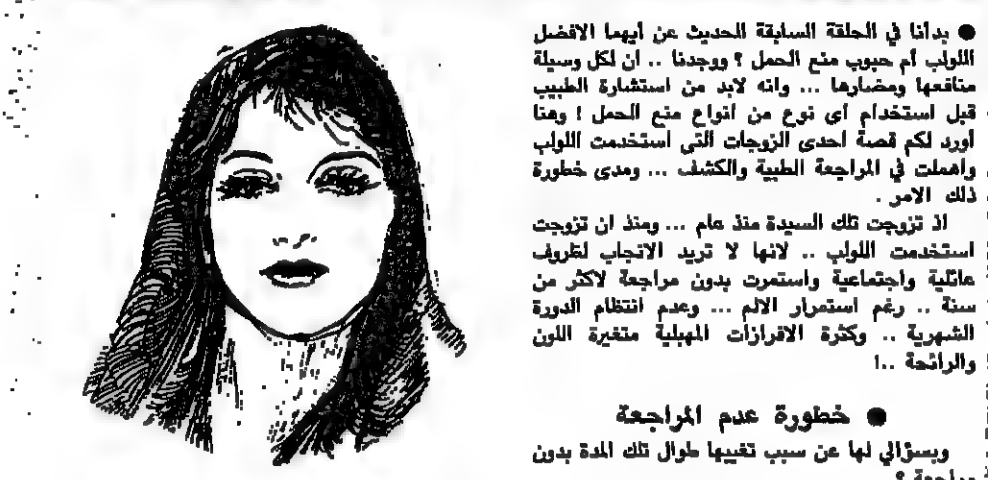 ● بدأنا في الحلقة السابقة الحديث عن أيهما الافضل
اللولب أم حبوب منع الحمل ؟ ووجدنا .. ان لكل وسيلة
منافعها ومضارها ... وانه لابد من استشارة الطبيب
قبل استخدام اى نوع من انواع منع الحمل ! وهنا
أورد لكم قصة احدى الزوجات التي استخدمت اللولب
واهملت في المراجعة الطبية والكشف ... ومدى خطورة
ذلك الامر .
اذ تزوجت تلك السيدة منذ عام ... ومنذ ان تزوجت
استخدمت اللولب .. لانها لا تريد الانجاب لظروف
عائلية واجتماعية واستمرت بدون مراجعة لاكثر من
سنة .. رغم استمرار الالم ... وعدم انتظام الدورة
الشهرية .. وكثرة الافرازات المهبلية متغيرة اللون
والرائحة ..!
● خطورة عدم المراجعة
وبسؤالي لها عن سبب تغيبها طوال تلك المدة بدون
مراجعة ؟